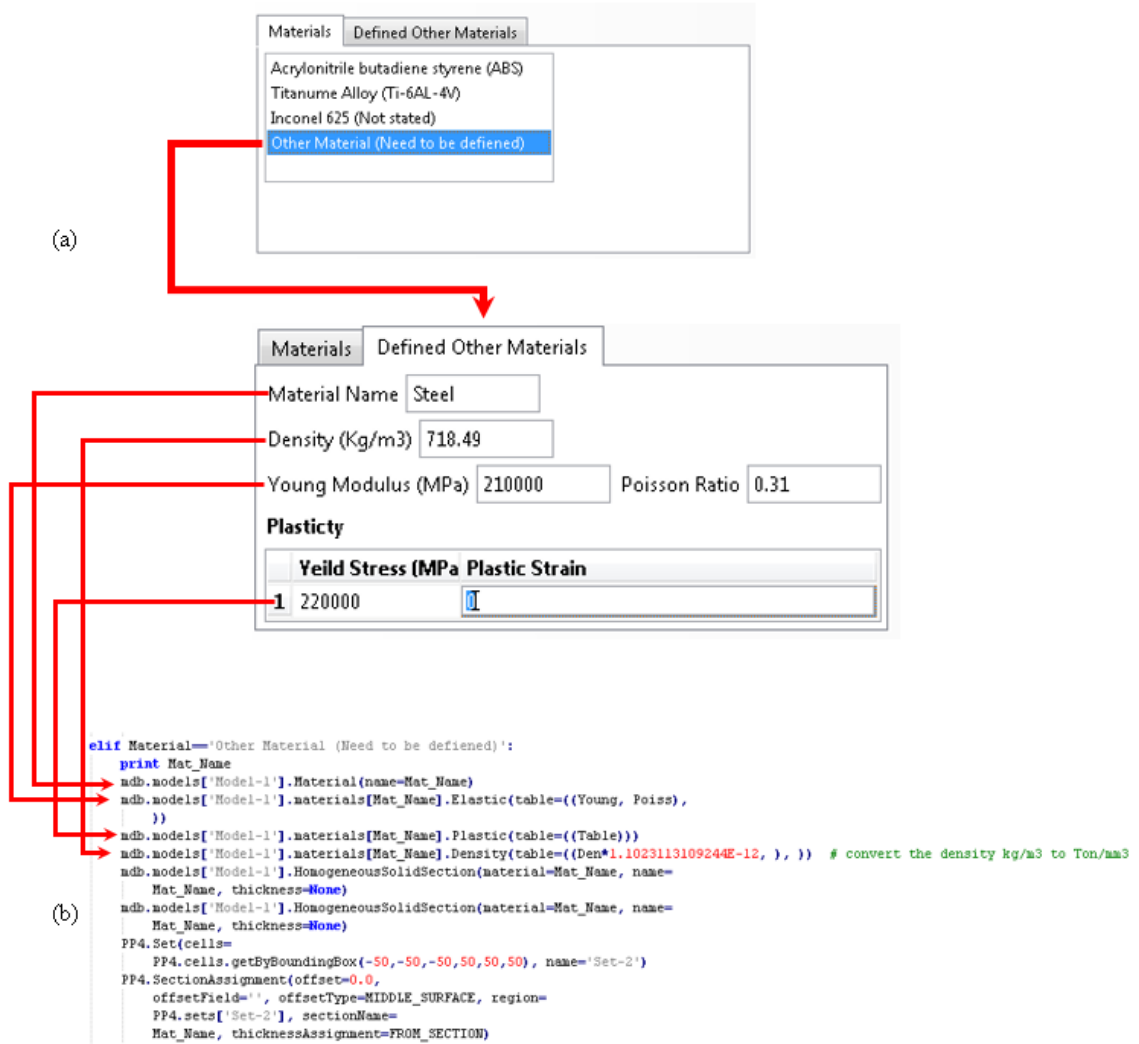 Materials
Defined Other Materials
Acrylonitrile butadiene styrene (ABS)
Titanume Alloy (Ti-6AL-4V)
Inconel 625 (Not stated)
Other Material (Need to be defiened)
(a)
Materials
Defined Other Materials
Material Name Steel
Density (Kg/m3) 718.49
Young Modulus (MPa) 210000 Poisson Ratio 0.31
Plasticty
Yeild Stress (MPa Plastic Strain
1 220000 0
elif Material=='Other Material (Need to be defiened)':
print Mat_Name
mdb.models['Model-1'].Material(name=Mat_Name)
mdb.models['Model-1'].materials[Mat_Name].Elastic(table=((Young, Poiss),
))
mdb.models['Model-1'].materials[Mat_Name].Plastic(table=((Table)))
mdb.models['Model-1'].materials[Mat_Name].Density(table=((Den*1.1023113109244E-12, ), )) # convert the density kg/m3 to Ton/mm3
mdb.models['Model-1'].HomogeneousSolidSection(material=Mat_Name, name=
Mat_Name, thickness=None)
mdb.models['Model-1'].HomogeneousSolidSection(material=Mat_Name, name=
Mat_Name, thickness=None)
(b)
PP4.Set(cells=
PP4.cells.getByBoundingBox(-50,-50,-50,50,50,50), name='Set-2')
PP4.SectionAssignment(offset=0.0,
offsetField='', offsetType=MIDDLE_SURFACE, region=
PP4.sets['Set-2'], sectionName=
Mat_Name, thicknessAssignment=FROM_SECTION)